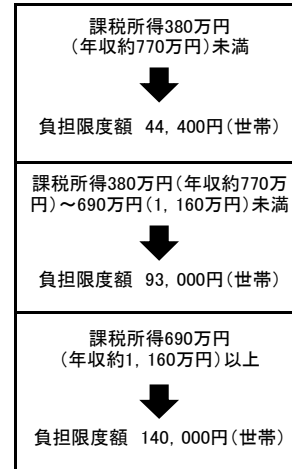 課税所得380万円
（年収約770万円）未満
負担限度額 44，400円（世帯）
課税所得380万円（年収約770万
円）～690万円（1，160万円）未満
負担限度額 93，000円（世帯）
課税所得690万円
（年収約1，160万円）以上
負担限度額 140，000円（世帯）